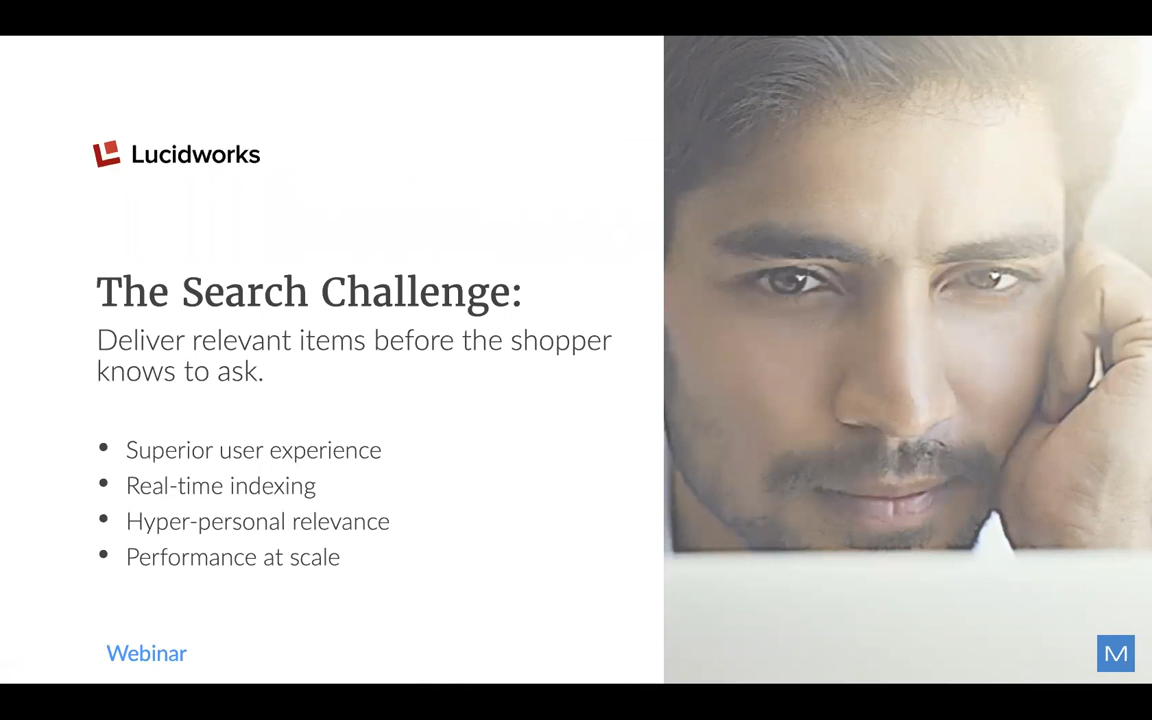 Lucidworks
The Search Challenge:
Deliver relevant items before the shopper
knows to ask.
• Superior user experience
• Real-time indexing
• Hyper-personal relevance
• Performance at scale
Webinar
M